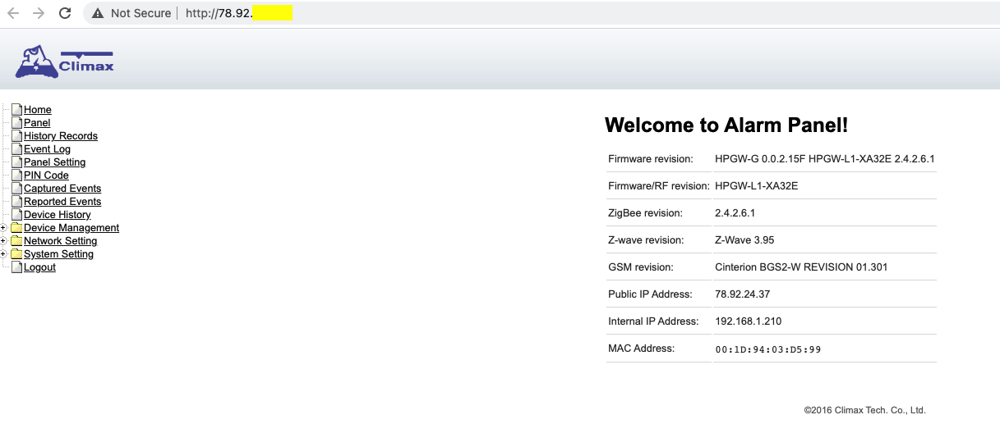 Not Secure | http://78.92.
Climax
Home
Panel
History Records
Event Log
Panel Setting
PIN Code
Captured Events
Reported Events
Device History
Device Management
Network Setting
System Setting
Logout
Welcome to Alarm Panel!
Firmware revision: HPGW-G 0.0.2.15F HPGW-L1-XA32E 2.4.2.6.1
Firmware/RF revision: HPGW-L1-XA32E
ZigBee revision: 2.4.2.6.1
Z-wave revision: Z-Wave 3.95
GSM revision: Cinterion BGS2-W REVISION 01.301
Public IP Address: 78.92.24.37
Internal IP Address: 192.168.1.210
MAC Address: 00:1D:94:03:D5:99
©2016 Climax Tech. Co., Ltd.